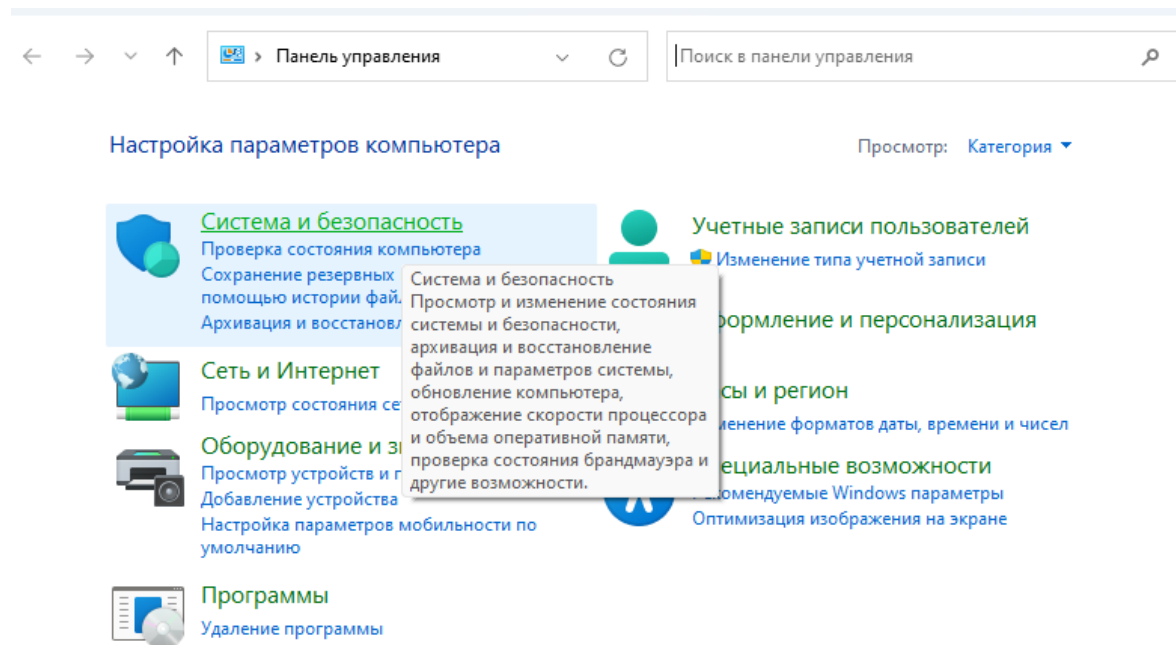 Панель управления
Поиск в панели управления
Настройка параметров компьютера
Просмотр: Категория
Система и безопасность
Проверка состояния компьютера
Сохранение резервных
помощью истории фай
Архивация и восстановл
Система и безопасность
Просмотр и изменение состояния
системы и безопасности,
архивация и восстановление
файлов и параметров системы,
обновление компьютера,
отображение скорости процессора
и объема оперативной памяти,
проверка состояния брандмауэра и
другие возможности.
Сеть и Интернет
Просмотр состояния се
Оборудование и з
Просмотр устройств и п
Добавление устройства
Настройка параметров мобильности по
умолчанию
Программы
Удаление программы
Учетные записи пользователей
Изменение типа учетной записи
формление и персонализация
сы и регион
менение форматов даты, времени и чисел
ециальные возможности
комендуемые Windows параметры
Оптимизация изображения на экране